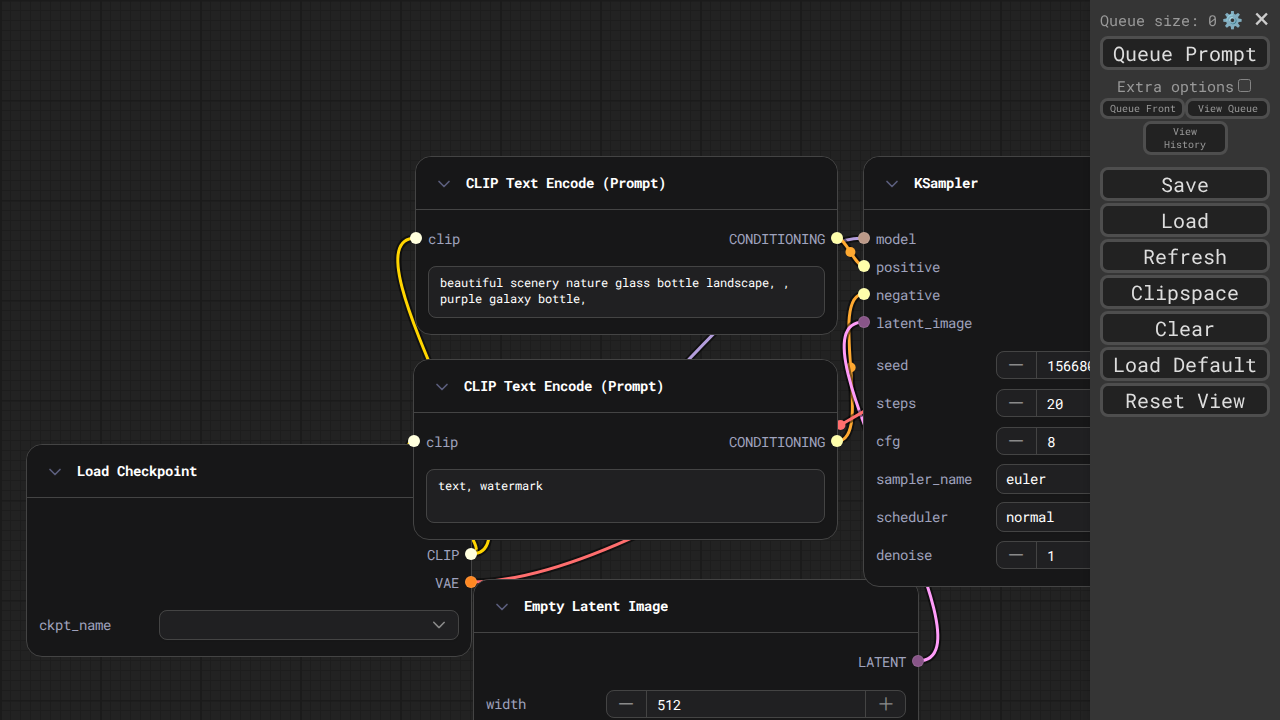 Queue size: 0
Queue Prompt
Extra options
Queue Front
View Queue
View
History
Save
Load
Refresh
Clipspace
Clear
Load Default
Reset View
CLIP Text Encode (Prompt)
clip
CONDITIONING
beautiful scenery nature glass bottle landscape, ,
purple galaxy bottle,
CLIP Text Encode (Prompt)
clip
CONDITIONING
text, watermark
KSampler
model
positive
negative
latent_image
seed
steps
20
cfg
8
sampler_name
euler
scheduler
normal
denoise
1
Load Checkpoint
CLIP
VAE
ckpt_name
Empty Latent Image
LATENT
width
512